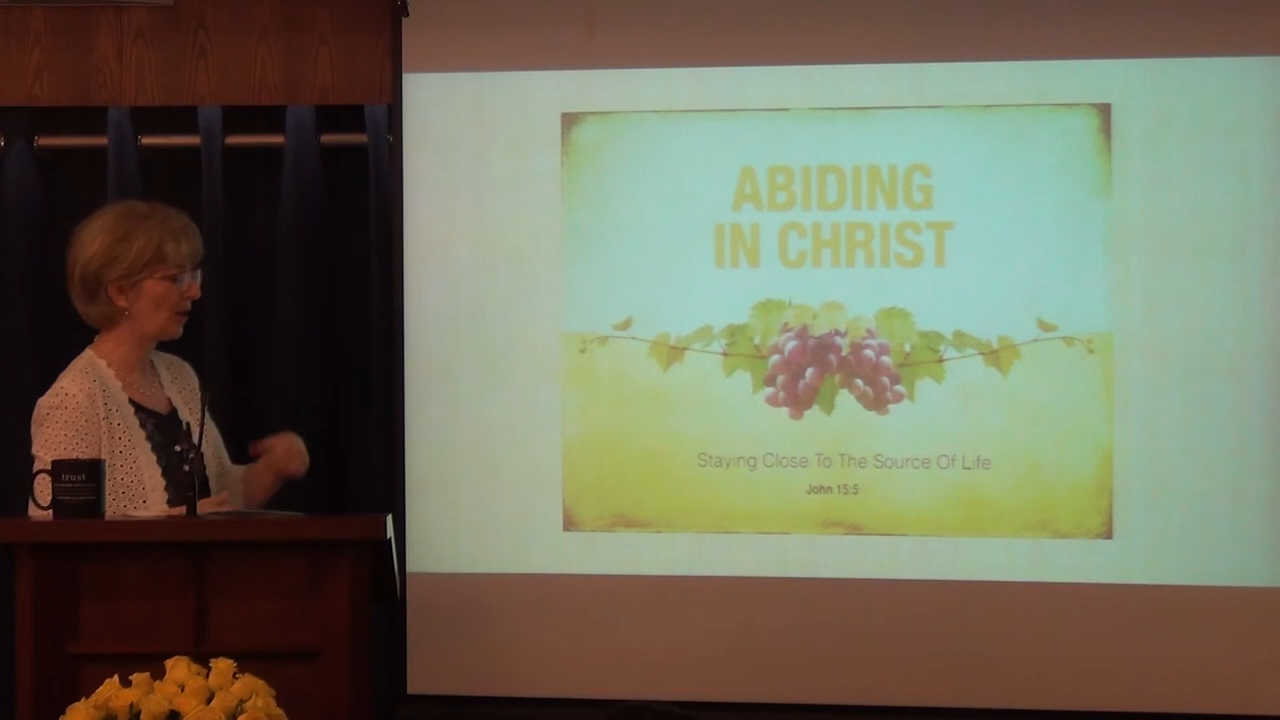 ABIDING
IN CHRIST
Staying Close To The Source Of Life
John 15:5
trust